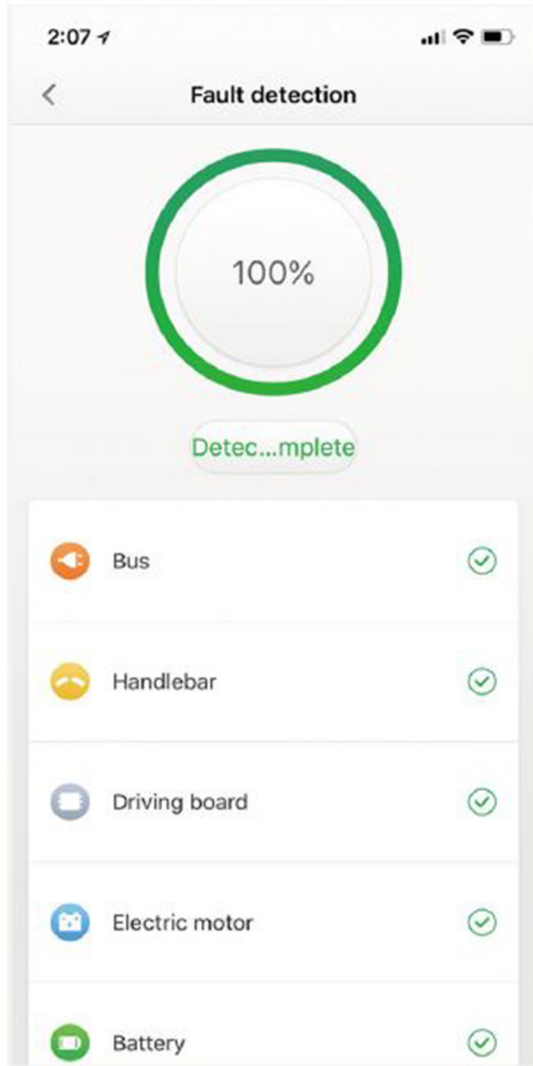 2:07
Fault detection
100%
Detec...mplete
Bus
Handlebar
Driving board
Electric motor
Battery